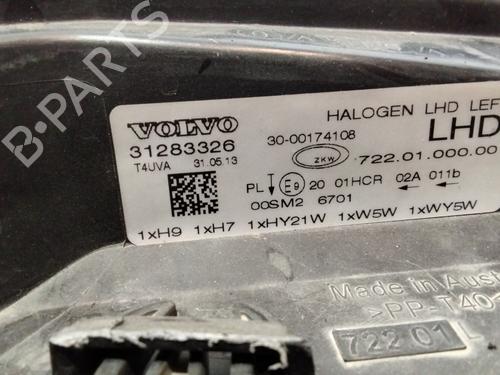 VOLVO
HALOGEN LHD LEF
31283326
30-00174108
LHD
T4UVA 31.05.13
ZKW
722.01.000.00
PL E9 20 01HCR 02A 011b
00SM2 6701
1xH9 1xH7 1xHY21W 1xW5W 1xWY5W
Made in Aust
>PP-T40
722 01 L